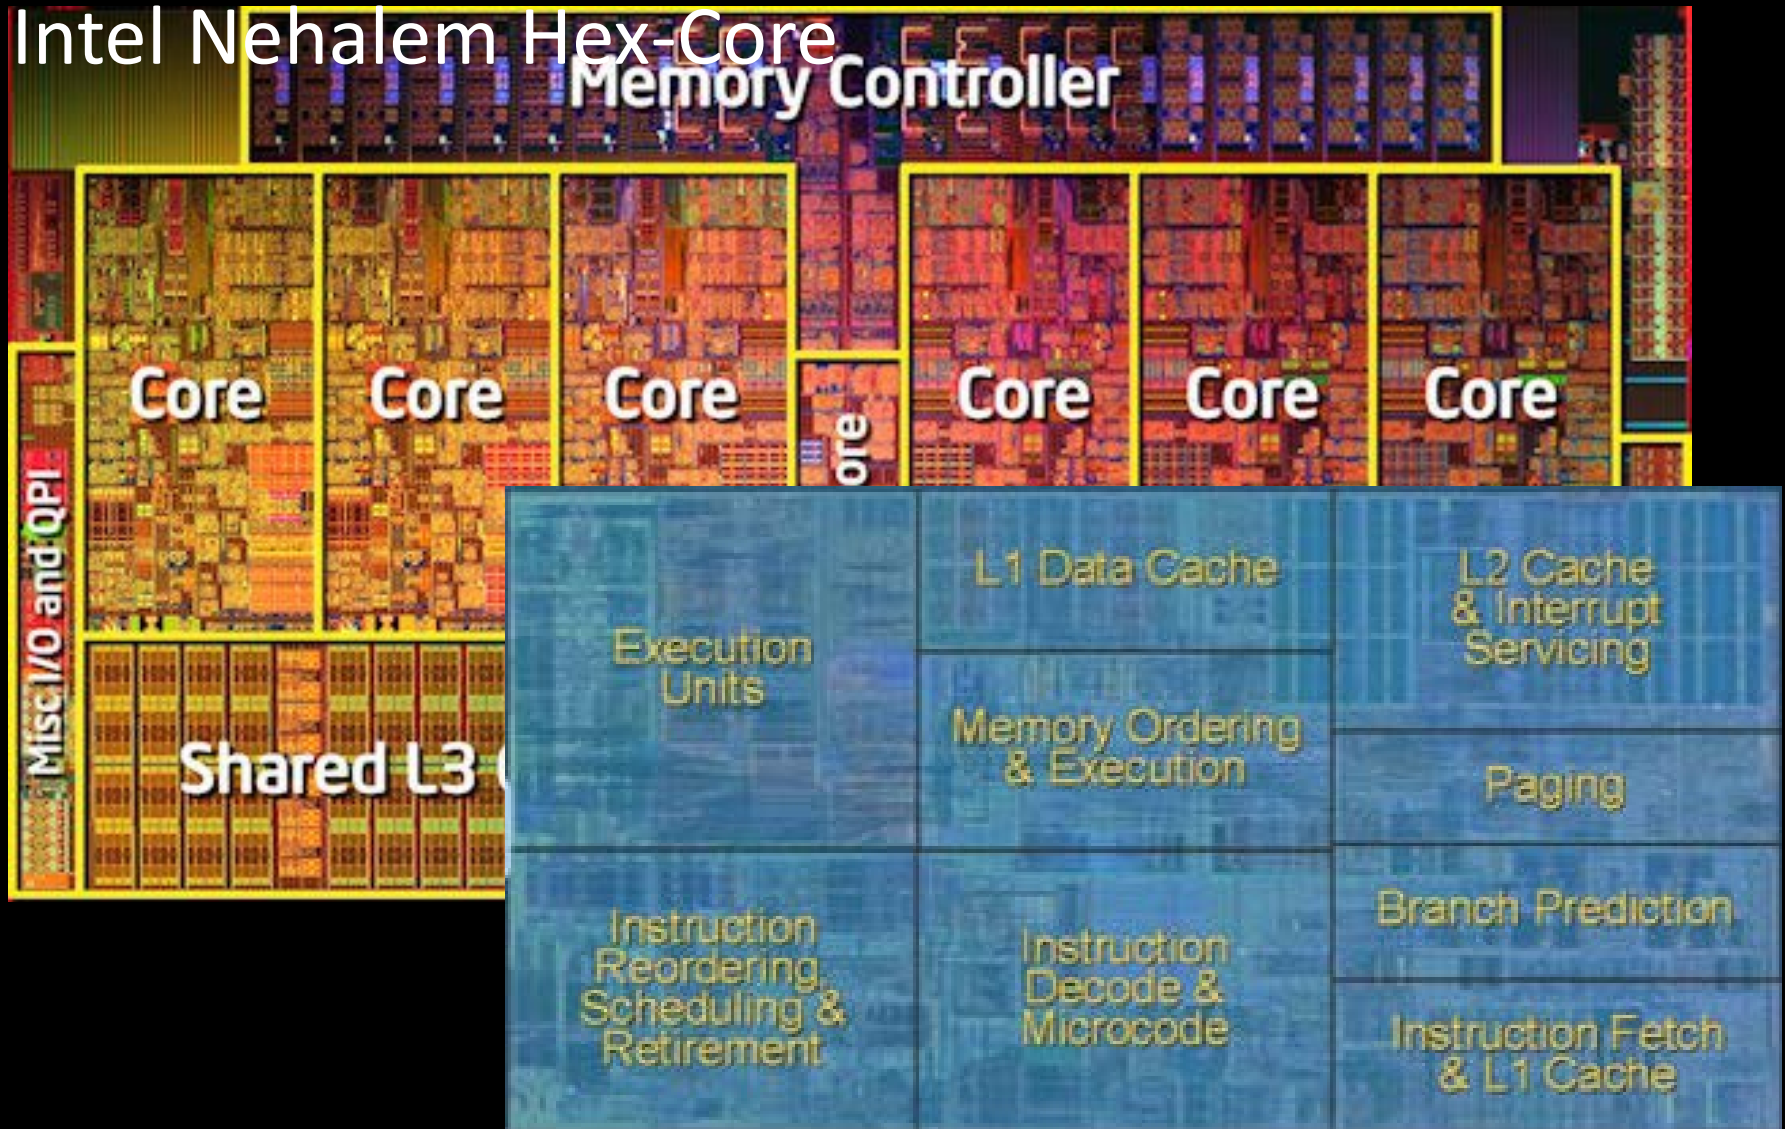 Intel Nehalem Hex-Core
Memory Controller
Core
Core
Core
Core
Core
Core
ore
Misc I/O and QPI
Shared L3
Execution
Units
L1 Data Cache
L2 Cache
& Interrupt
Servicing
Memory Ordering
& Execution
Paging
Branch Prediction
Instruction
Reordering,
Scheduling &
Retirement
Instruction
Decode &
Microcode
Instruction Fetch
& L1 Cache